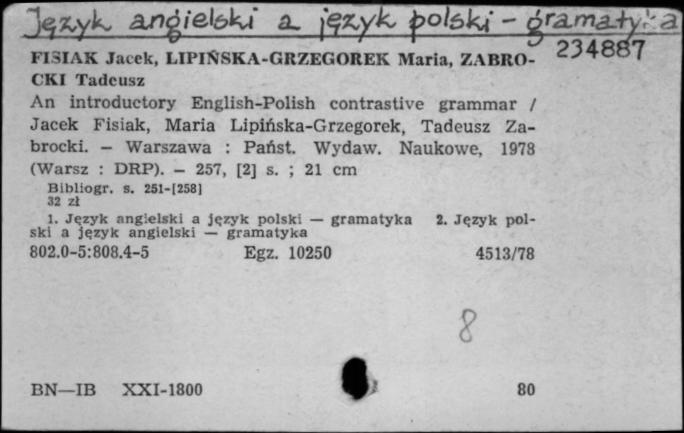 Język angielski a język polski - gramatyka
234887
FISIAK Jacek, LIPIŃSKA-GRZEGOREK Maria, ZABRO-
CKI Tadeusz
An introductory English-Polish contrastive grammar /
Jacek Fisiak, Maria Lipińska-Grzegorek, Tadeusz Za-
brocki. — Warszawa : Państ. Wydaw. Naukowe, 1978
(Warsz : DRP). — 257, [2] s. ; 21 cm
Bibliogr. s. 251-[258]
32 zł
1. Język angielski a język polski — gramatyka 2. Język pol-
ski a język angielski — gramatyka
802.0-5:808.4-5 Egz. 10250 4513/78
8
BN—IB XXI-1800 80